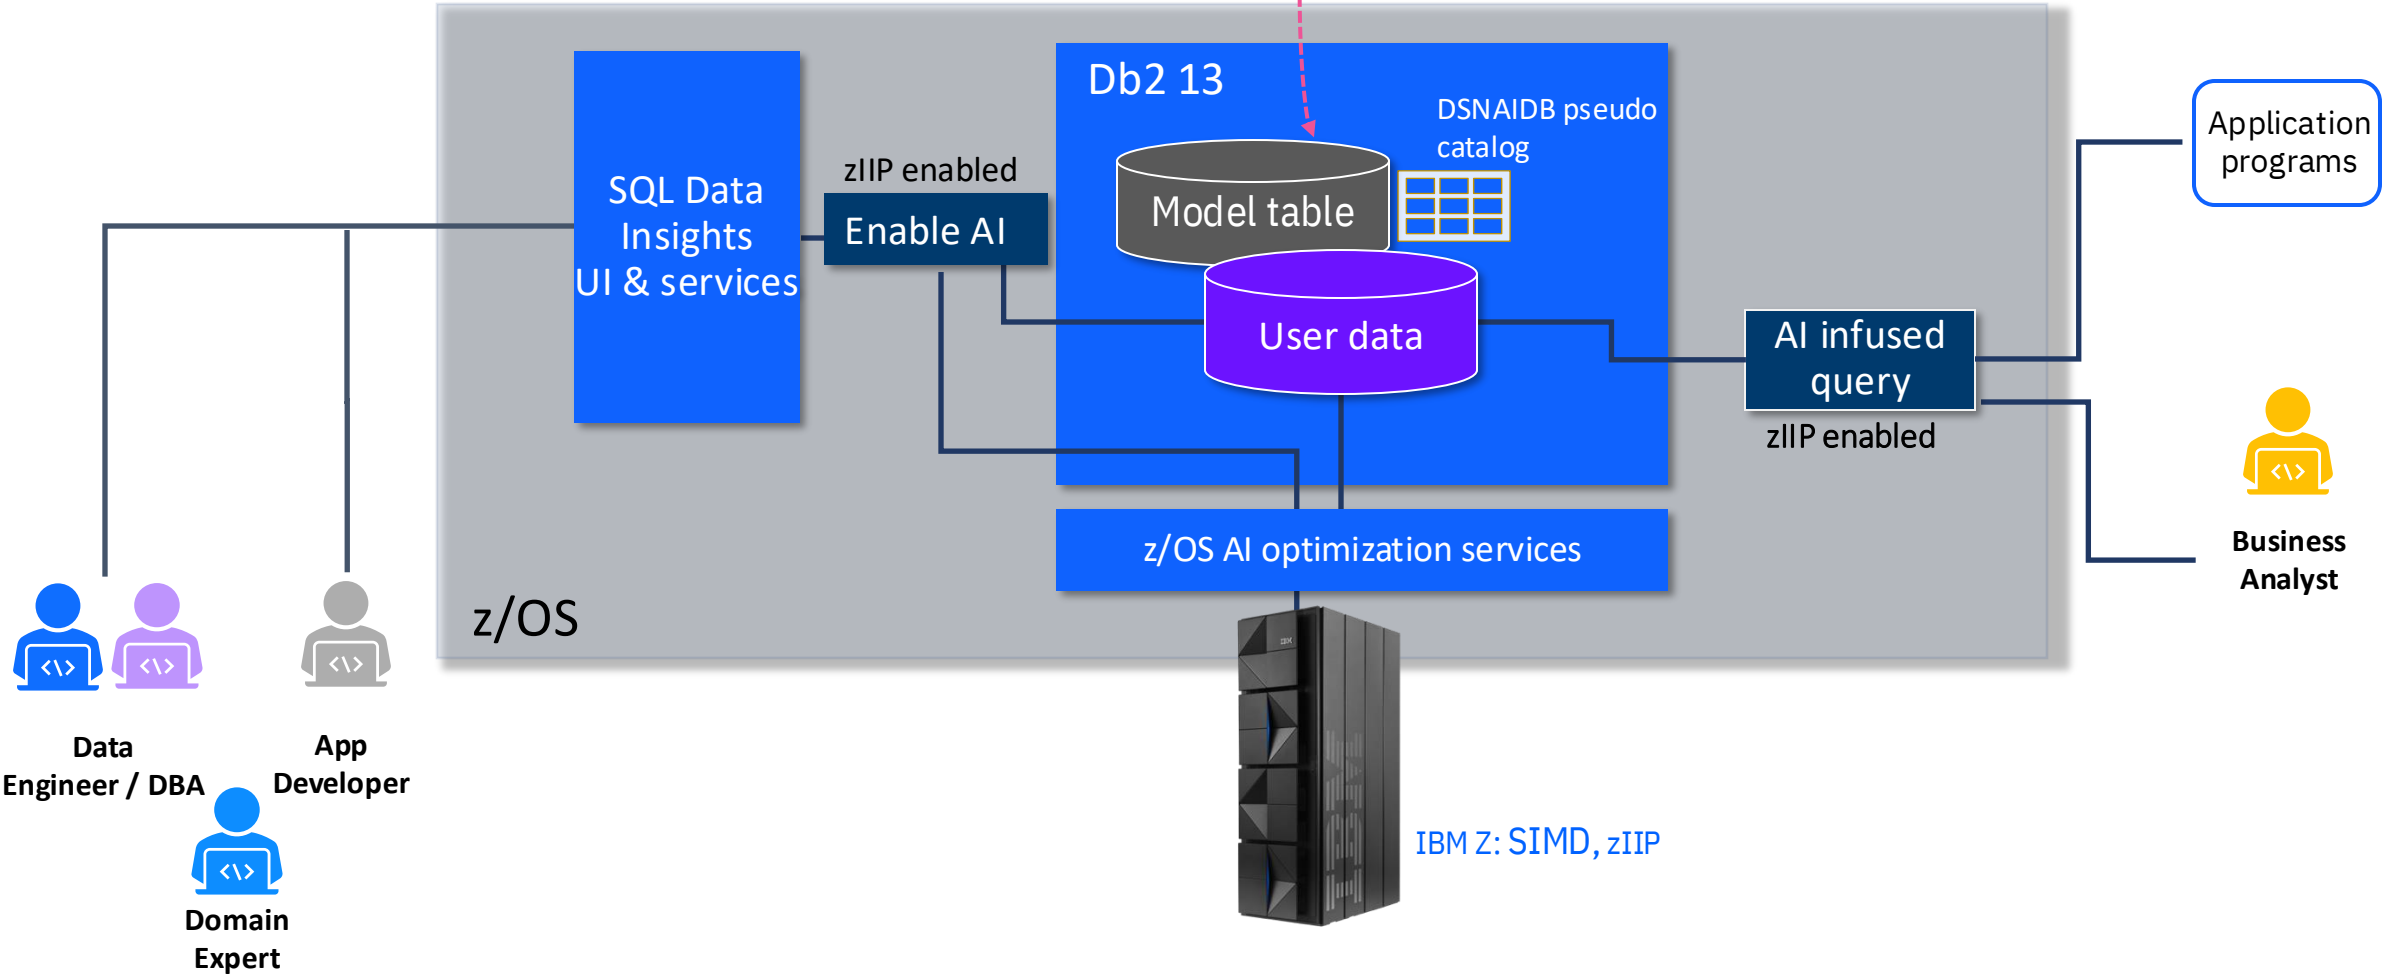 Db2 13
DSNAIDB pseudo
catalog
Application
programs
zIIP enabled
SQL Data
Insights
UI & services
Enable AI
Model table
User data
AI infused
query
zIIP enabled
z/OS AI optimization services
Business
Analyst
z/OS
IBM
Data
Engineer / DBA
App
Developer
IBM Z: SIMD, zIIP
Domain
Expert